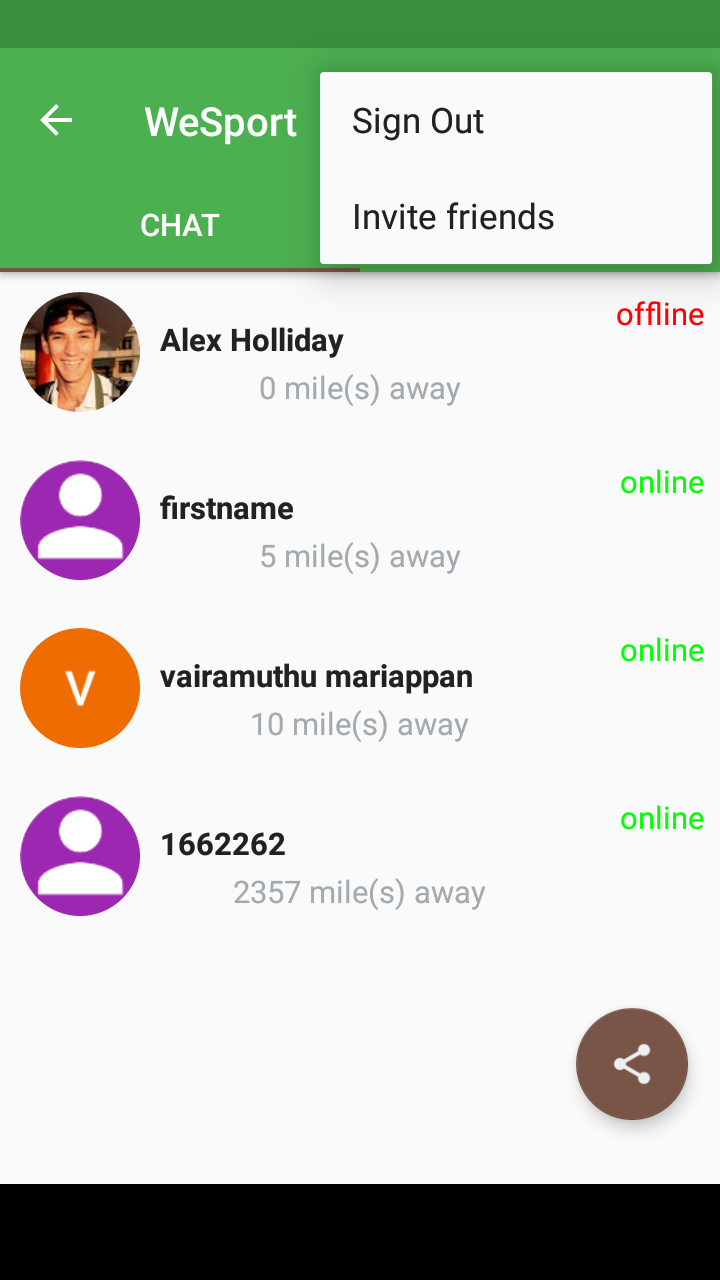 WeSport
Sign Out
Invite friends
CHAT
Alex Holliday
offline
0 mile(s) away
firstname
online
5 mile(s) away
V
vairamuthu mariappan
online
10 mile(s) away
1662262
online
2357 mile(s) away